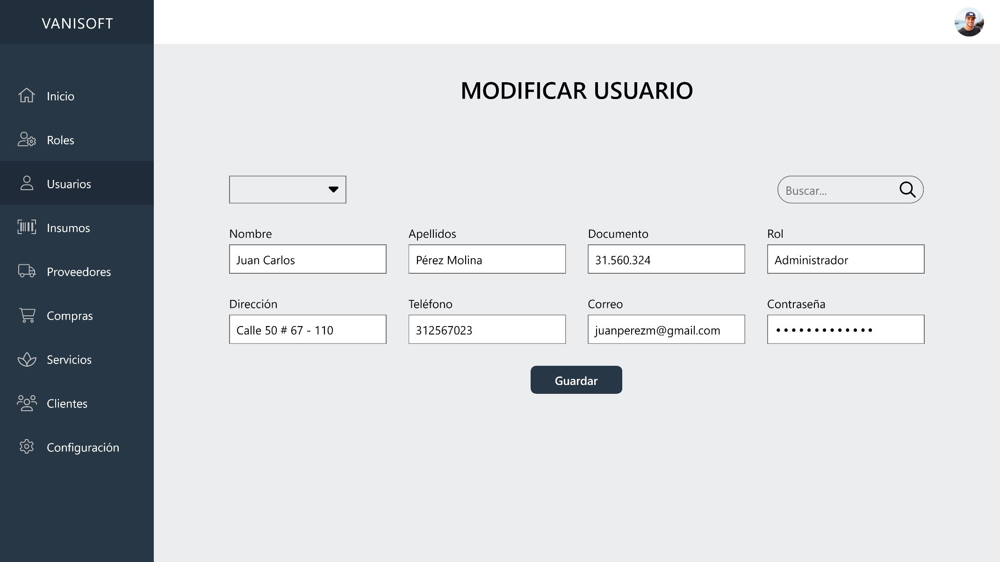 VANISOFT
Inicio
Roles
Usuarios
Insumos
Proveedores
Compras
Servicios
Clientes
Configuración
MODIFICAR USUARIO
Buscar...
Nombre
Apellidos
Documento
Rol
Juan Carlos
Pérez Molina
31.560.324
Administrador
Dirección
Teléfono
Correo
Contraseña
Calle 50 # 67 - 110
312567023
juanperezm@gmail.com
•••••••••••••
Guardar